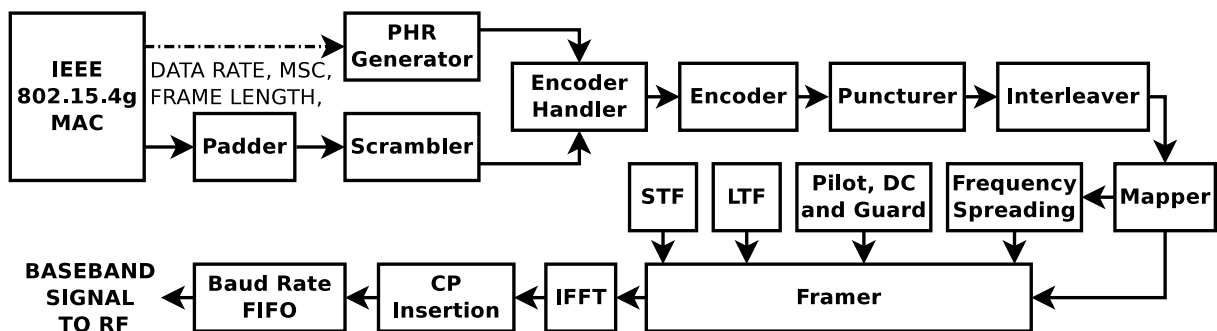 IEEE
802.15.4g
MAC
DATA RATE, MSC,
FRAME LENGTH,
PHR
Generator
Padder
Scrambler
Encoder
Handler
Encoder
Puncturer
Interleaver
Mapper
Frequency
Spreading
Pilot, DC
and Guard
LTF
STF
Framer
IFFT
CP
Insertion
Baud Rate
FIFO
BASEBAND
SIGNAL
TO RF